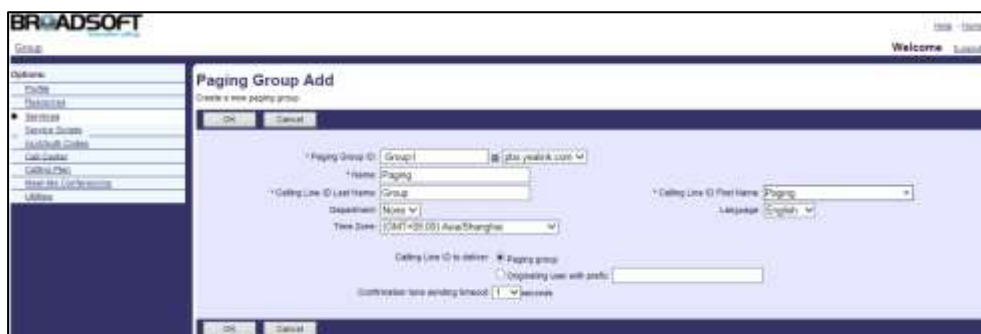 BROADSOFT
Help - Home
Group
Welcome
Options:
Profile
Resources
Services
Service Scripts
Acct/Auth Codes
Call Center
Calling Plan
Meet-Me Conferencing
Utilities
Paging Group Add
Create a new paging group
OK Cancel
* Paging Group ID: Group1 @ pbx.yealink.com
* Name: Paging
* Calling Line ID Last Name: Group * Calling Line ID First Name: Paging
Department: None Language: English
Time Zone: (GMT+08:00) Asia/Shanghai
Calling Line ID to deliver: Paging group
Originating user with prefix:
Confirmation tone sending timeout: 1 seconds
OK Cancel